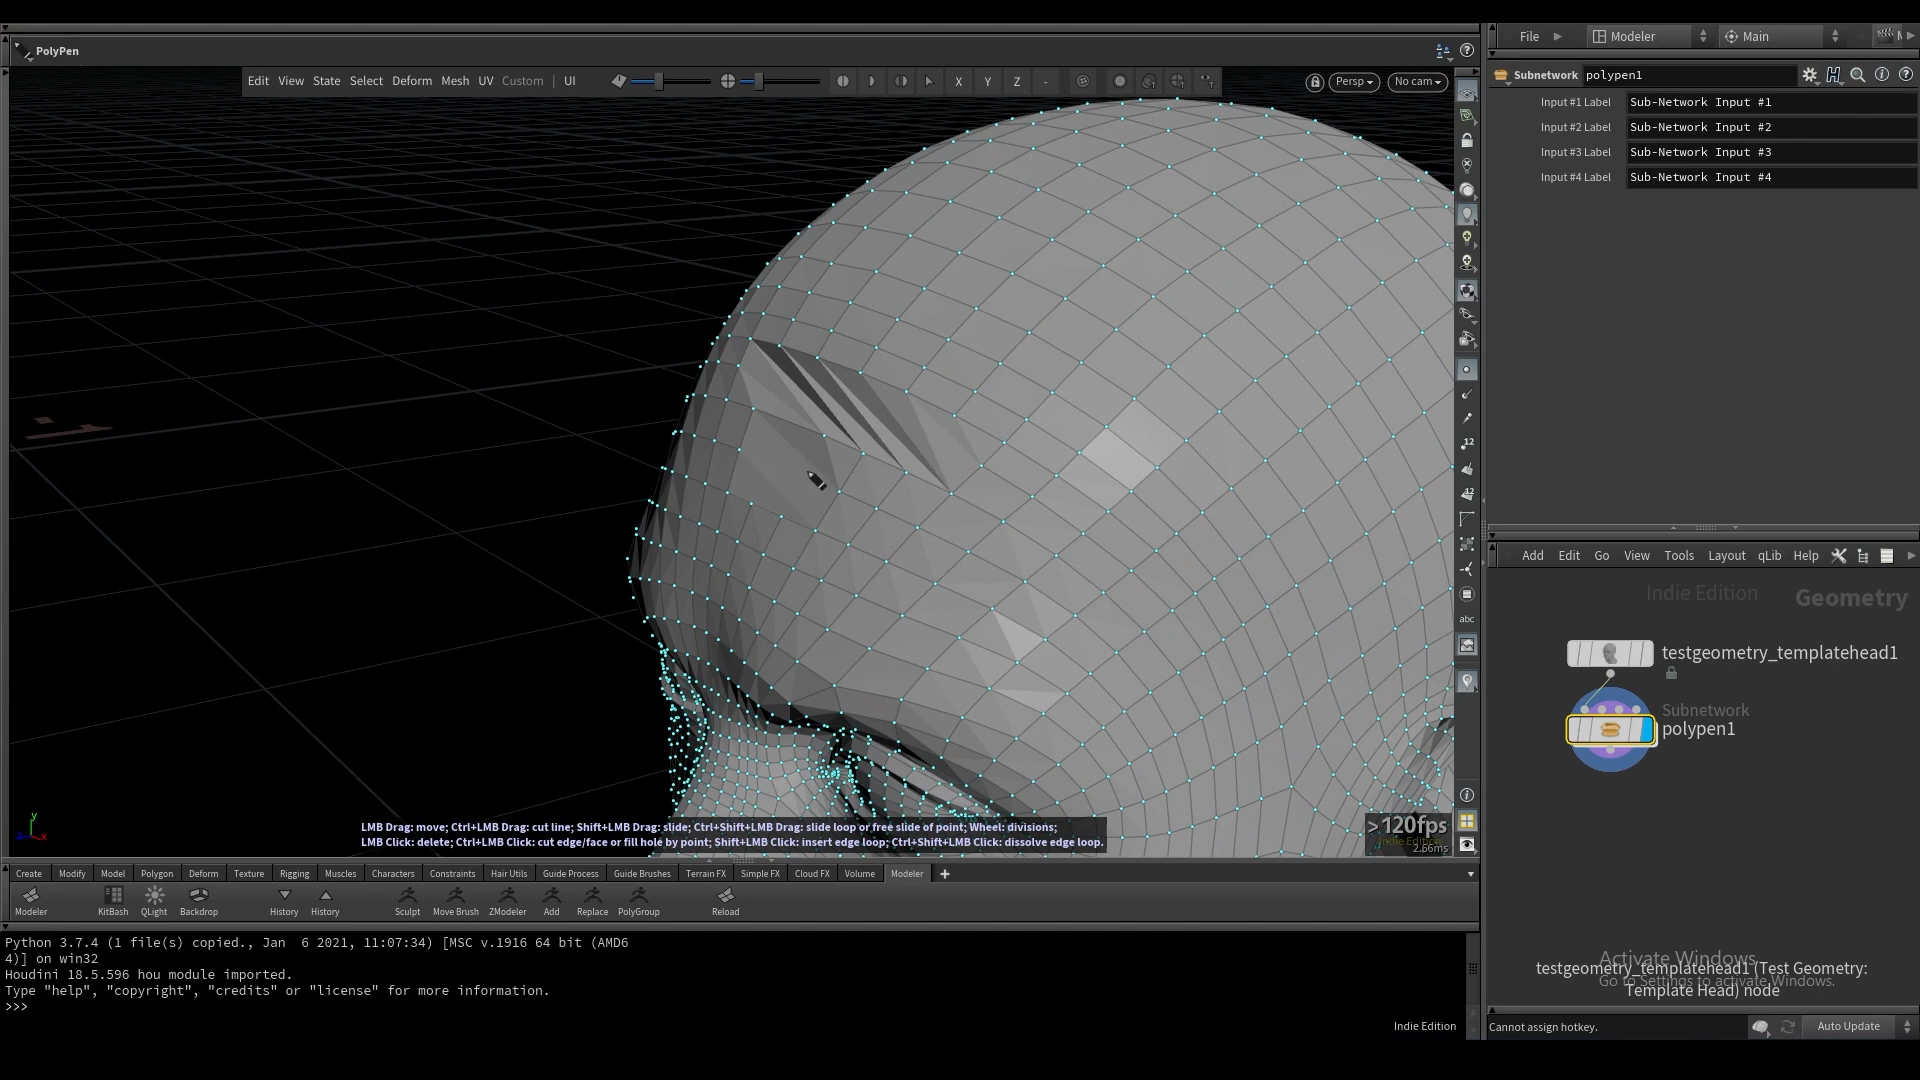 PolyPen
Edit View State Select Deform Mesh UV Custom | UI
X Y Z -
Persp
No cam
12
12
abc
LMB Drag: move; Ctrl+LMB Drag: cut line; Shift+LMB Drag: slide; Ctrl+Shift+LMB Drag: slide loop or free slide of point; Wheel: divisions;
LMB Click: delete; Ctrl+LMB Click: cut edge/face or fill hole by point; Shift+LMB Click: insert edge loop; Ctrl+Shift+LMB Click: dissolve edge loop.
y
x
>120fps
Indie Edition
2.66ms
Create Modify Model Polygon Deform Texture Rigging Muscles Characters Constraints Hair Utils Guide Process Guide Brushes Terrain FX Simple FX Cloud FX Volume Modeler +
Modeler KitBash QLight Backdrop History History Sculpt Move Brush ZModeler Add Replace PolyGroup Reload
Python 3.7.4 (1 file(s) copied., Jan  6 2021, 11:07:34) [MSC v.1916 64 bit (AMD6
4)] on win32
Houdini 18.5.596 hou module imported.
Type "help", "copyright", "credits" or "license" for more information.
>>>
Indie Edition
File Modeler Main
Subnetwork polypen1
Input #1 Label Sub-Network Input #1
Input #2 Label Sub-Network Input #2
Input #3 Label Sub-Network Input #3
Input #4 Label Sub-Network Input #4
Add Edit Go View Tools Layout qLib Help
Indie Edition Geometry
testgeometry_templatehead1
Subnetwork
polypen1
Activate Windows
Go to Settings to activate Windows.
testgeometry_templatehead1 (Test Geometry:
Template Head) node
Cannot assign hotkey.
Auto Update